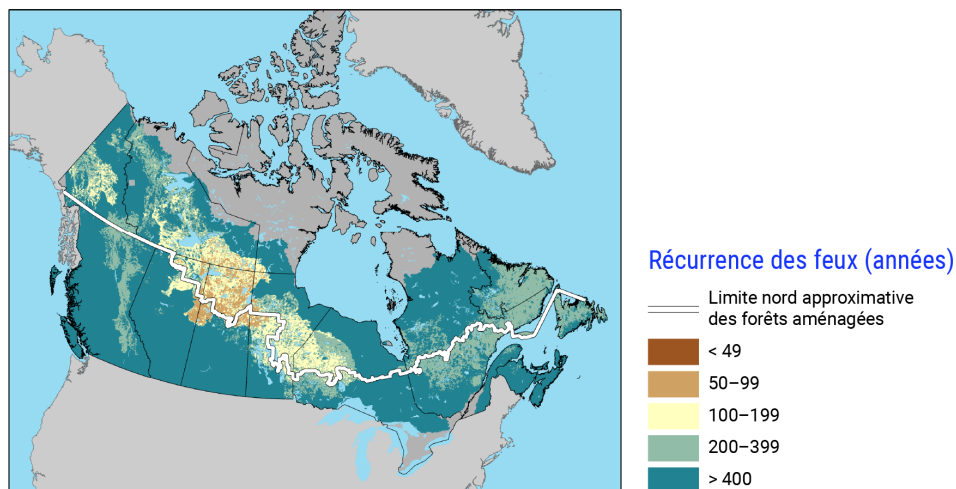 Récurrence des feux (années)
Limite nord approximative
des forêts aménagées
< 49
50–99
100–199
200–399
> 400